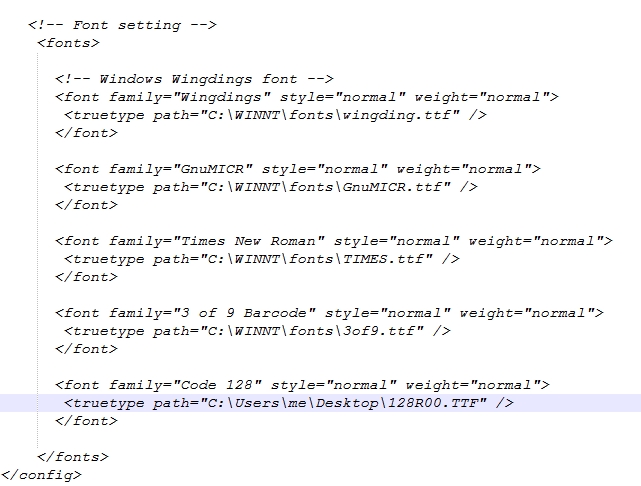 <!-- Font setting -->
<fonts>
<!-- Windows Wingdings font -->
<font family="Wingdings" style="normal" weight="normal">
<truetype path="C:\WINNT\fonts\wingding.ttf" />
</font>
<font family="GnuMICR" style="normal" weight="normal">
<truetype path="C:\WINNT\fonts\GnuMICR.ttf" />
</font>
<font family="Times New Roman" style="normal" weight="normal">
<truetype path="C:\WINNT\fonts\TIMES.ttf" />
</font>
<font family="3 of 9 Barcode" style="normal" weight="normal">
<truetype path="C:\WINNT\fonts\3of9.ttf" />
</font>
<font family="Code 128" style="normal" weight="normal">
<truetype path="C:\Users\me\Desktop\128R00.TTF" />
</font>
</fonts>
</config>